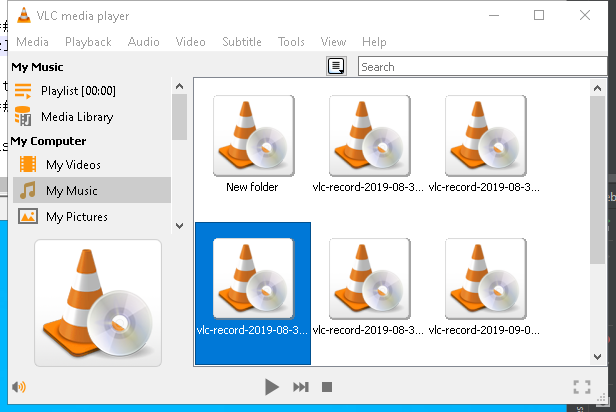 VLC media player
Media Playback Audio Video Subtitle Tools View Help
My Music
Search
Playlist [00:00]
Media Library
My Computer
My Videos
My Music
My Pictures
New folder
vlc-record-2019-08-3...
vlc-record-2019-08-3...
vlc-record-2019-08-3...
vlc-record-2019-08-3...
vlc-record-2019-09-0...